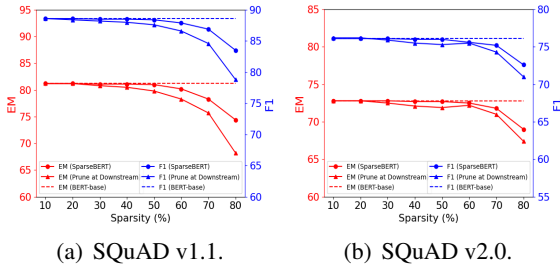 95
90
85
80
75
70
65
60
EM
90
85
80
75
70
65
60
F1
EM (SparseBERT)
EM (Prune at Downstream)
EM (BERT-base)
F1 (SparseBERT)
F1 (Prune at Downstream)
F1 (BERT-base)
10 20 30 40 50 60 70 80
Sparsity (%)
(a) SQuAD v1.1.
85
80
75
70
65
60
EM
80
75
70
65
60
55
F1
EM (SparseBERT)
EM (Prune at Downstream)
EM (BERT-base)
F1 (SparseBERT)
F1 (Prune at Downstream)
F1 (BERT-base)
10 20 30 40 50 60 70 80
Sparsity (%)
(b) SQuAD v2.0.